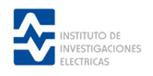 INSTITUTO DE
INVESTIGACIONES
ELECTRICAS